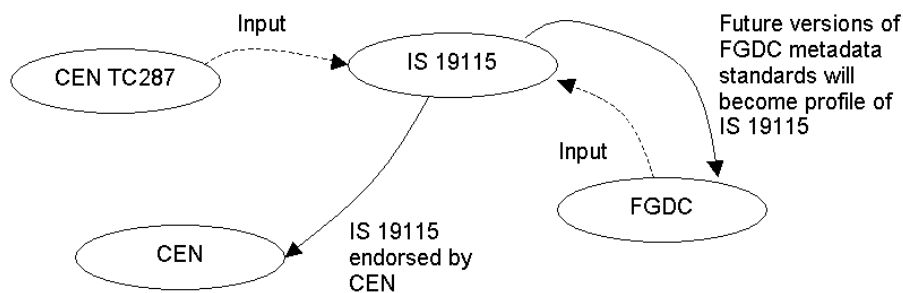 Input
CEN TC287
IS 19115
Future versions of
FGDC metadata
standards will
become profile of
IS 19115
Input
FGDC
CEN
IS 19115
endorsed by
CEN